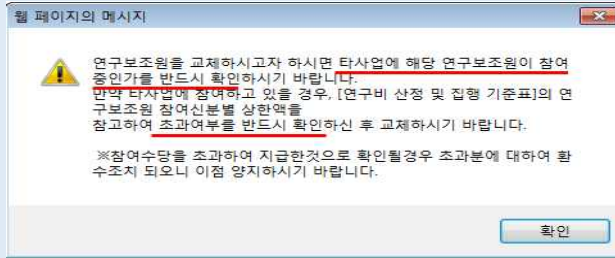 웹 페이지의 메시지
연구보조원을 교체하시고자 하시면 타사업에 해당 연구보조원이 참여
중인가를 반드시 확인하시기 바랍니다.
만약 타사업에 참여하고 있을 경우, [연구비 산정 및 집행 기준표]의 연
구보조원 참여신분별 상한액을
참고하여 초과여부를 반드시 확인하신 후 교체하시기 바랍니다.
※참여수당을 초과하여 지급한것으로 확인될경우 초과분에 대하여 환
수조치 되오니 이점 양지하시기 바랍니다.
확인